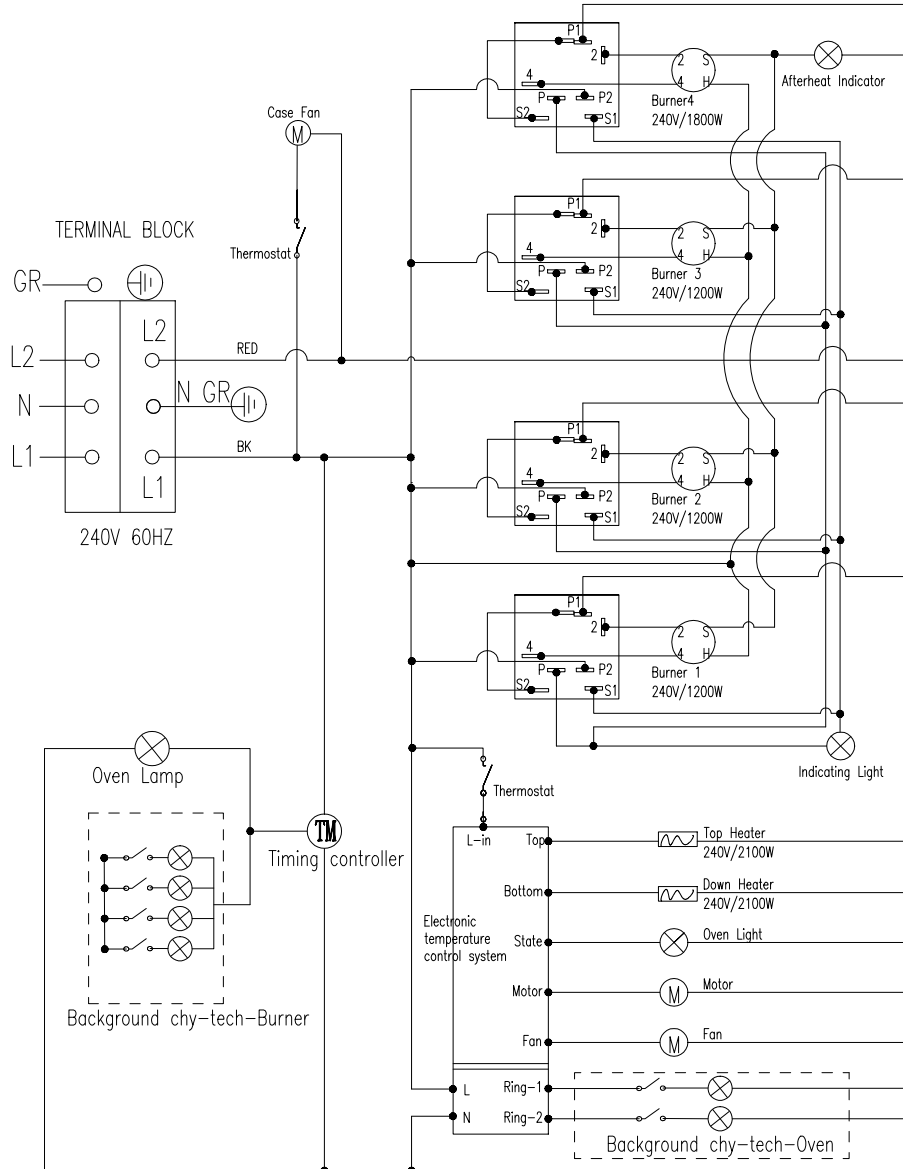 P1
2
2 S
Afterheat Indicator
4
4 H
P
P2
Burner4
240V/1800W
S2
S1
Case Fan
M
P1
TERMINAL BLOCK
2
2 S
Thermostat
4
4 H
GR
P
P2
Burner 3
240V/1200W
S2
S1
L2
L2
RED
N
N GR
P1
L1
BK
2
2 S
L1
4
4 H
P
P2
Burner 2
240V/1200W
S2
S1
240V 60HZ
P1
2
2 S
4
4 H
P
P2
Burner 1
240V/1200W
S2
S1
Oven Lamp
Indicating Light
Thermostat
TM
Timing controller
L-in
Top
Top Heater
240V/2100W
Bottom
Down Heater
240V/2100W
Electronic
temperature
control system
State
Oven Light
Motor
M
Motor
Background chy-tech-Burner
Fan
M
Fan
L
Ring-1
N
Ring-2
Background chy-tech-Oven